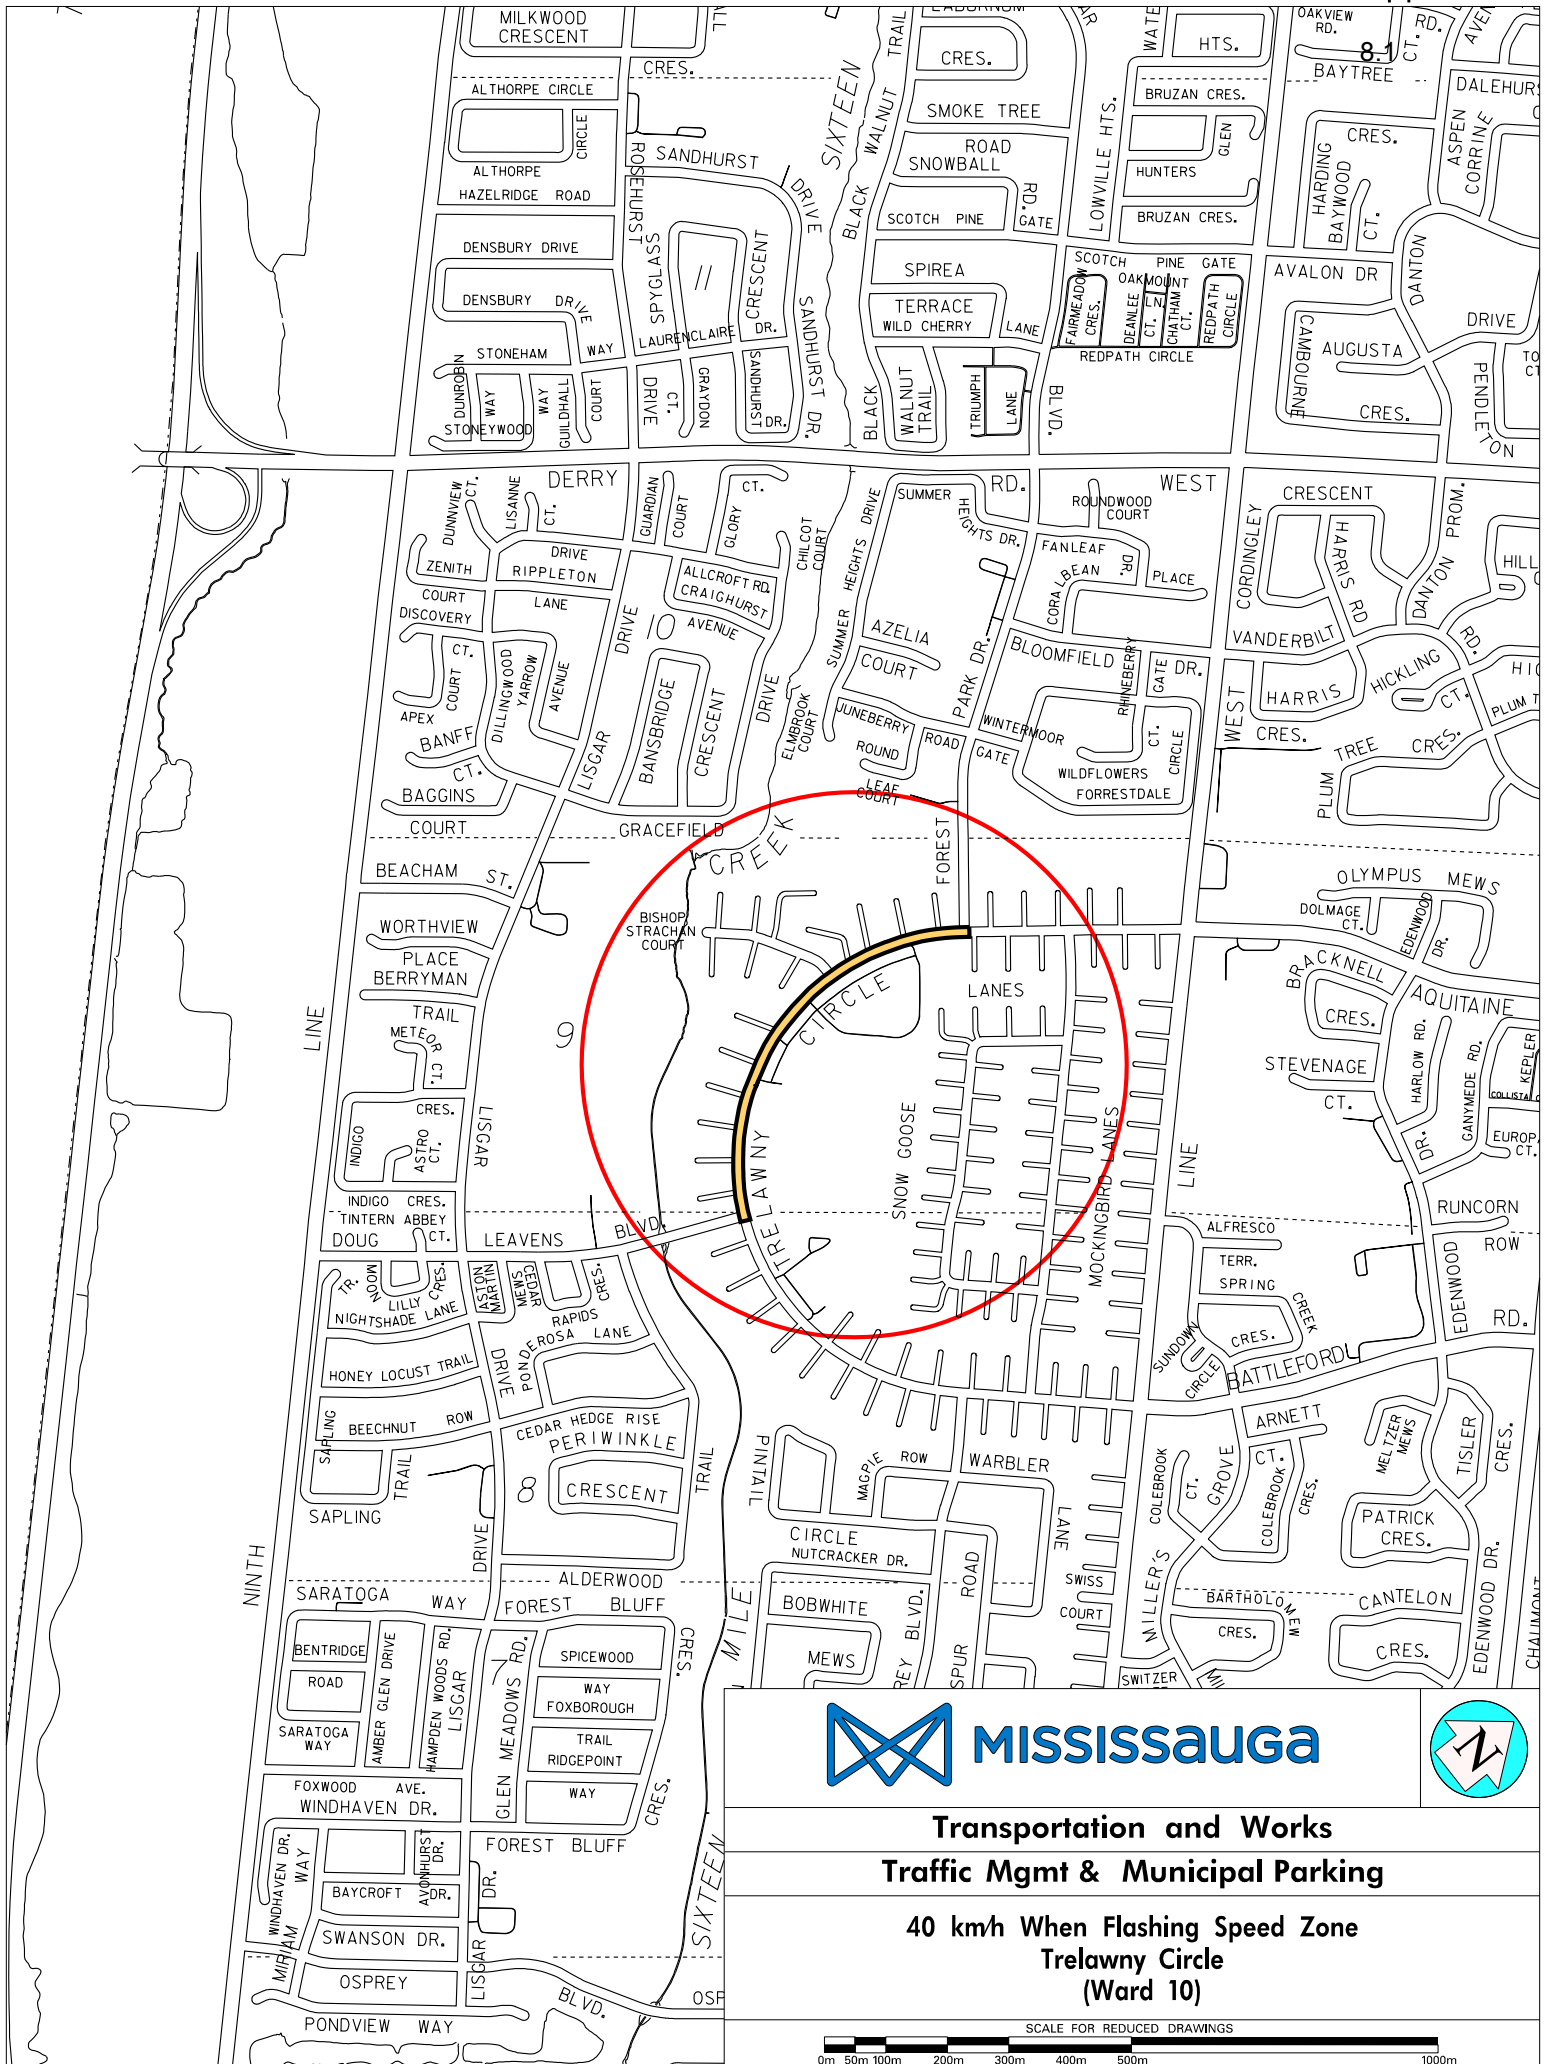 8.1
MILKWOOD
CRESCENT
CRES.
ALTHORPE CIRCLE
CIRCLE
ALTHORPE
HAZELRIDGE ROAD
DENSBURY DRIVE
DENSBURY DRIVE
STONEHAM WAY
DUNROBIN
WAY
WAY
GUILDHALL
COURT
STONEYWOOD
ROSEHURST
DRIVE
SANDHURST DRIVE
SPYGLASS
CRESCENT
11
LAURENCLAIRE DR.
GRAYDON
CT.
SANDHURST
DR.
SANDHURST DR.
SIXTEEN
BLACK WALNUT TRAIL
CRES.
SMOKE TREE
ROAD
SNOWBALL
RD.
SCOTCH PINE GATE
SPIREA
TERRACE
WILD CHERRY LANE
BLACK
WALNUT
TRAIL
TRIUMPH
LANE
BLVD.
LOWVILLE HTS.
HTS.
BRUZAN CRES.
GLEN
HUNTERS
BRUZAN CRES.
SCOTCH PINE GATE
OAKMOUNT
LN.
FAIRMEADOW
CRES.
DEANLEE
CT.
CHATHAM
CT.
REDPATH
CIRCLE
REDPATH CIRCLE
OAKVIEW
RD.
CT.
RD.
BAYTREE
CRES.
HARDING
BAYWOOD
CT.
ASPEN
CORRINE
AVALON DR
DANTON
DRIVE
CAMBOURNE
AUGUSTA
CRES.
PENDLETON
DERRY
RD.
WEST
DUNNVIEW
CT.
LISANNE
CT.
GUARDIAN
COURT
GLORY
CT.
CHILCOT
COURT
ZENITH
COURT
DRIVE
RIPPLETON
LANE
ALLCROFT RD.
CRAIGHURST
AVENUE
DISCOVERY
CT.
COURT
APEX
DILLINGWOOD
YARROW
AVENUE
BANFF
CT.
BAGGINS
COURT
LISGAR
DRIVE
10
BANSBRIDGE
CRESCENT
DRIVE
ELMBROOK
COURT
GRACEFIELD
SUMMER HEIGHTS DRIVE
SUMMER
HEIGHTS DR.
ROUNDWOOD
COURT
FANLEAF
DR.
PLACE
CORALBEAN
AZELIA
COURT
PARK DR.
BLOOMFIELD
DR.
RHINEBERRY
GATE
JUNEBERRY
ROAD
ROUND
LEAF
COURT
WINTERMOOR
GATE
WILDFLOWERS
CT.
CIRCLE
FORRESTDALE
FOREST
CRESCENT
CORDINGLEY
HARRIS RD
DANTON PROM.
VANDERBILT
RD.
HICKLING
CT.
HARRIS
CRES.
WEST
PLUM
TREE CRES.
BEACHAM ST.
WORTHVIEW
PLACE
BERRYMAN
TRAIL
METEOR CT.
CRES.
INDIGO
ASTRO
CT.
INDIGO CRES.
TINTERN ABBEY
CT.
LINE
LISGAR
9
CREEK
BISHOP
STRACHAN
COURT
CIRCLE
TRELAWNY
LANES
SNOW GOOSE
MOCKINGBIRD LANES
LINE
OLYMPUS MEWS
DOLMAGE
CT.
EDENWOOD
DR.
BRACKNELL
CRES.
AQUITAINE
STEVENAGE
CT.
HARLOW RD.
GANYMEDE RD.
KEPLER
DR.
RUNCORN
ROW
EDENWOOD
RD.
DOUG LEAVENS BLVD.
TR.
MOON
LILLY
CRES.
NIGHTSHADE LANE
ASTON
MARTIN
MEWS
CEDAR
RAPIDS
CRES.
HONEY LOCUST TRAIL
DRIVE
PONDEROSA LANE
BEECHNUT ROW
CEDAR HEDGE RISE
PERIWINKLE
CRESCENT
TRAIL
SAPLING
TRAIL
SAPLING
8
DRIVE
ALDERWOOD
ALFRESCO
TERR.
SPRING
CREEK
CRES.
SUNDOWN
CIRCLE
BATTLEFORD
ARNETT
CT.
GROVE
COLEBROOK
CT.
COLEBROOK
CRES.
MELTZER
MEWS
TISLER
CRES.
PATRICK
CRES.
PINTAIL
MAGPIE
ROW
WARBLER
LANE
CIRCLE
NUTCRACKER DR.
ROAD
BOBWHITE
MEWS
SWISS
COURT
MILLER'S
BARTHOLOMEW
CRES.
SWITZER
CANTELON
CRES.
EDENWOOD DR.
NINTH
SARATOGA WAY
FOREST BLUFF
CRES.
BENTRIDGE
ROAD
SARATOGA
WAY
AMBER GLEN DRIVE
HAMPDEN WOODS RD.
LISGAR
GLEN MEADOWS RD.
7
SPICEWOOD
WAY
FOXBOROUGH
TRAIL
RIDGEPOINT
WAY
CRES.
FOXWOOD AVE.
WINDHAVEN DR.
FOREST BLUFF
WINDHAVEN DR.
WAY
MIRIAM
AVONHURST
DR.
BAYCROFT DR.
SWANSON DR.
DR.
LISGAR
OSPREY
BLVD.
PONDVIEW WAY
SIXTEEN
MILE
MISSISSAUGA
N
Transportation and Works
Traffic Mgmt & Municipal Parking
40 km/h When Flashing Speed Zone
Trelawny Circle
(Ward 10)
SCALE FOR REDUCED DRAWINGS
0m 50m 100m 200m 300m 400m 500m 1000m